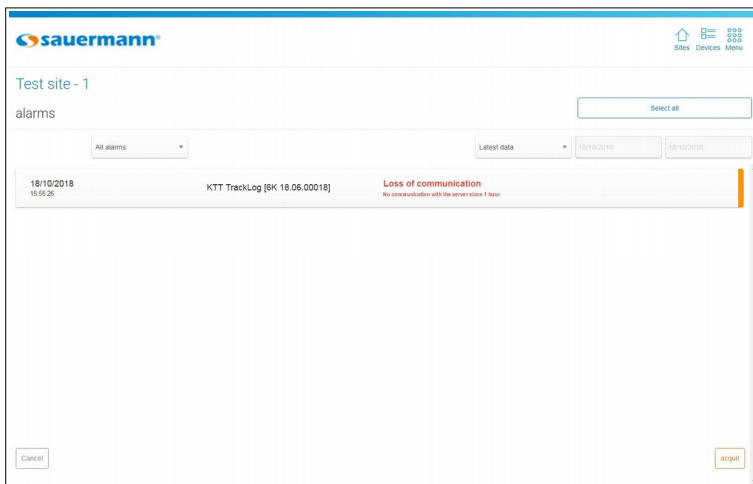 sauermann®
Sites Devices Menu
Test site - 1
alarms
Select all
All alarms
Latest data
18/10/2018
18/10/2018
18/10/2018
15:55:26
KTT TrackLog [6K 18.06.00018]
Loss of communication
No communication with the server since 1 hour
Cancel
acquit